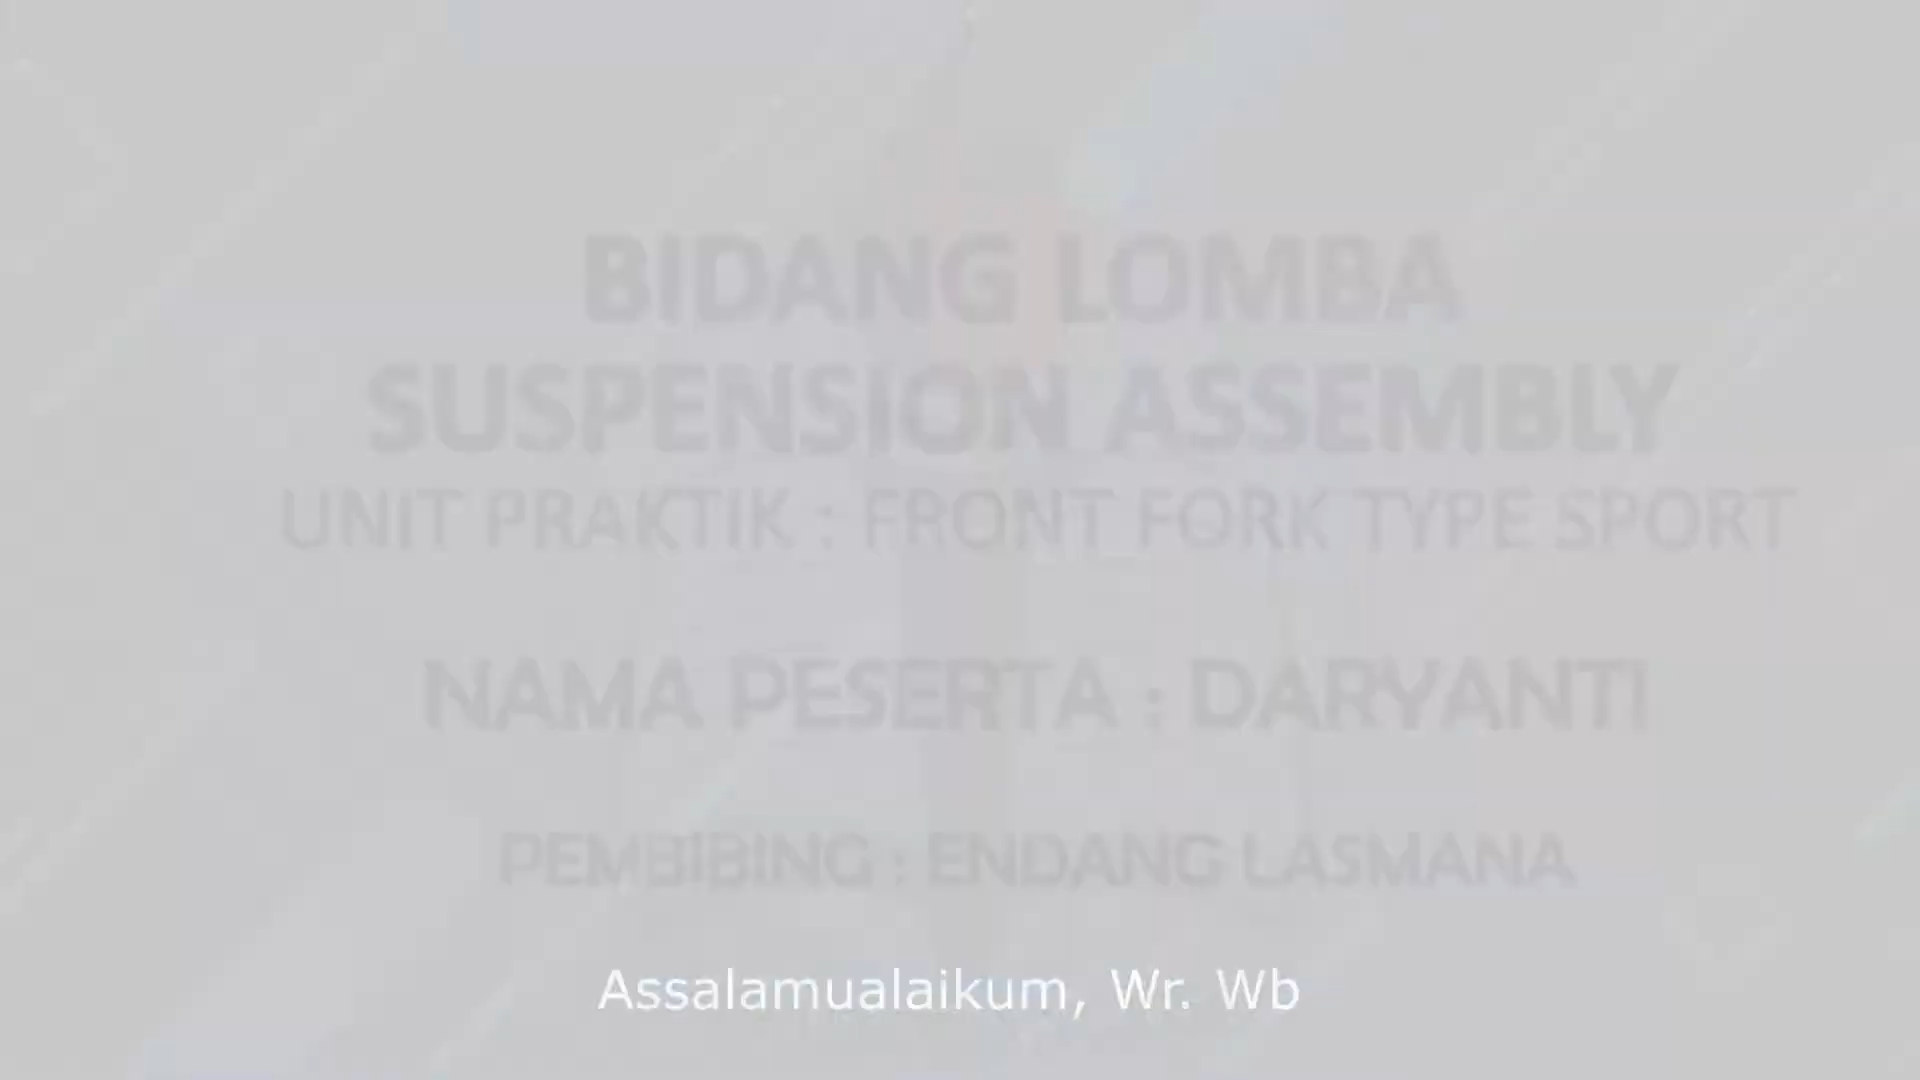 BIDANG LOMBA
SUSPENSION ASSEMBLY
UNIT PRAKTIK : FRONT FORK TYPE SPORT
NAMA PESERTA : DARYANTI
PEMBIBING : ENDANG LASMANA
Assalamualaikum, Wr. Wb